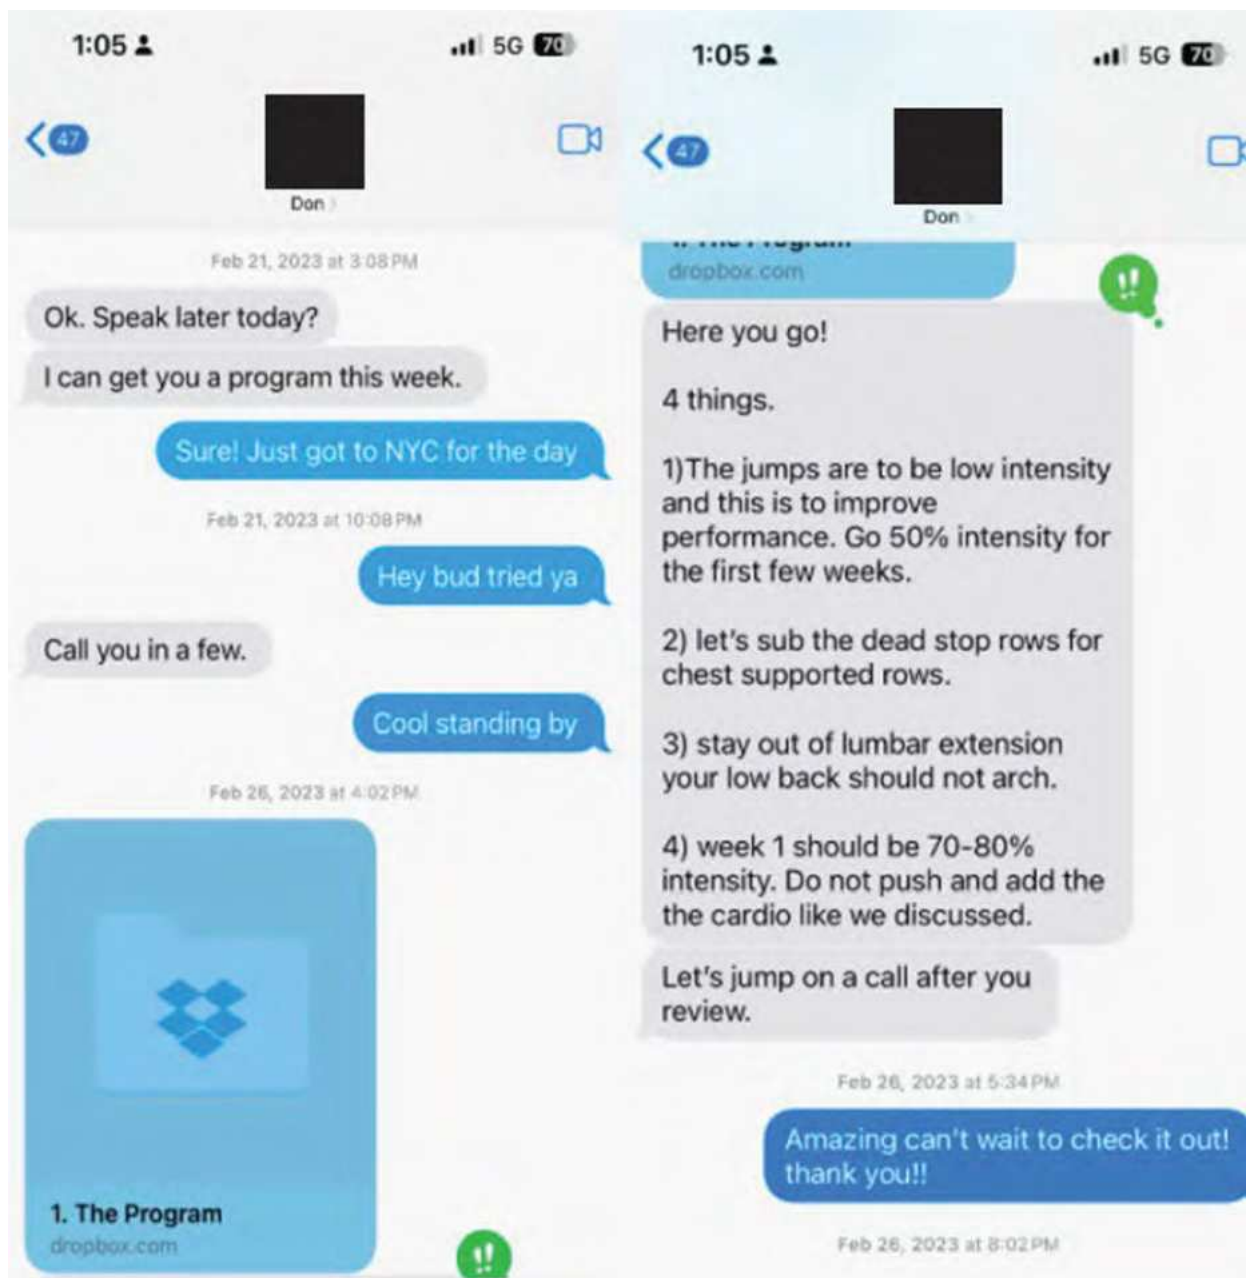 1:05
5G 70
47
Don
Feb 21, 2023 at 3:08 PM
Ok. Speak later today?
I can get you a program this week.
Sure! Just got to NYC for the day
Feb 21, 2023 at 10:08 PM
Hey bud tried ya
Call you in a few.
Cool standing by
Feb 26, 2023 at 4:02 PM
1. The Program
dropbox.com
!!
1:05
5G 70
47
Don
1. The Program
dropbox.com
!!
Here you go!
4 things.
1)The jumps are to be low intensity
and this is to improve
performance. Go 50% intensity for
the first few weeks.
2) let's sub the dead stop rows for
chest supported rows.
3) stay out of lumbar extension
your low back should not arch.
4) week 1 should be 70-80%
intensity. Do not push and add the
the cardio like we discussed.
Let's jump on a call after you
review.
Feb 26, 2023 at 5:34 PM
Amazing can't wait to check it out!
thank you!!
Feb 26, 2023 at 8:02 PM